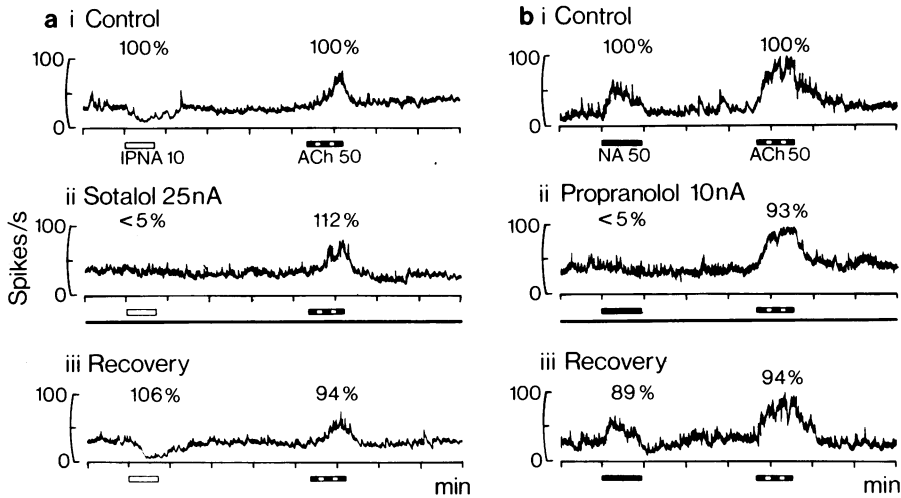 a i Control
100% 100%
100
0
IPNA 10 ACh 50
ii Sotalol 25nA
<5% 112%
100
0
Spikes/s
iii Recovery
106% 94%
100
0
min
b i Control
100% 100%
100
0
NA 50 ACh 50
ii Propranolol 10nA
<5% 93%
100
0
iii Recovery
89% 94%
100
0
min